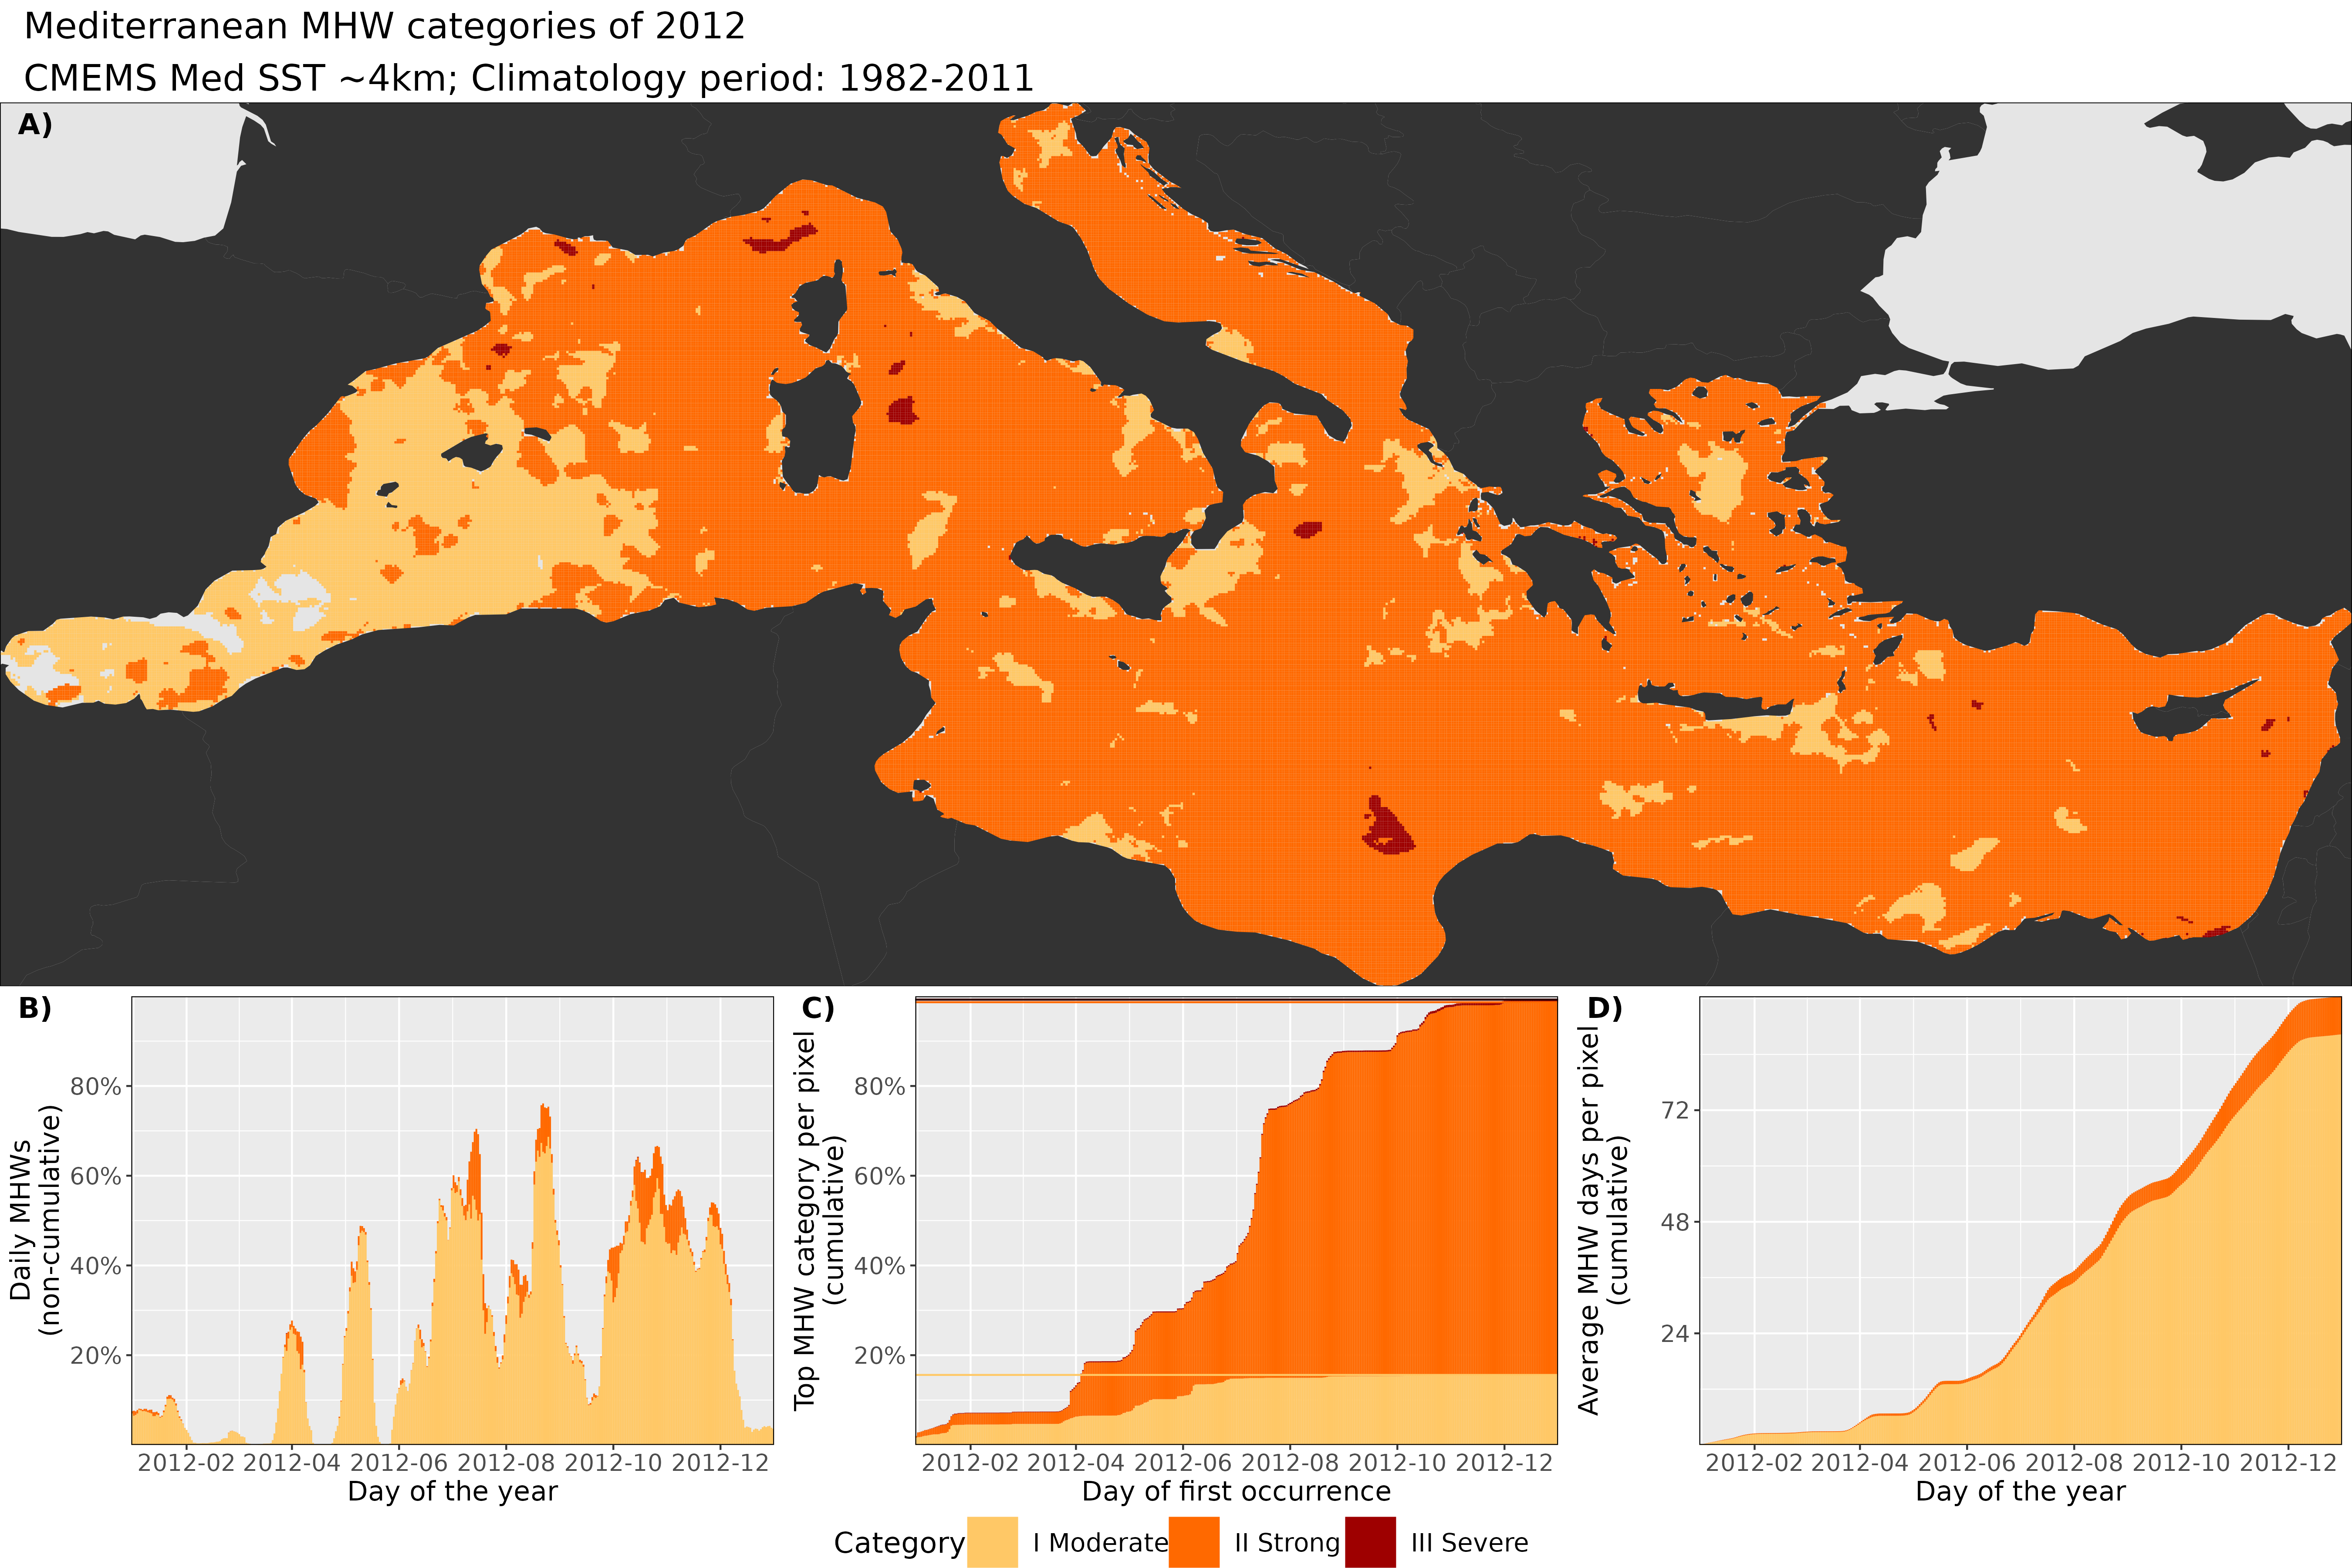 Mediterranean MHW categories of 2012
CMEMS Med SST ~4km; Climatology period: 1982-2011
A)
B)
Daily MHWs
(non-cumulative)
80%
60%
40%
20%
2012-02 2012-04 2012-06 2012-08 2012-10 2012-12
Day of the year
C)
Top MHW category per pixel
(cumulative)
80%
60%
40%
20%
2012-02 2012-04 2012-06 2012-08 2012-10 2012-12
Day of first occurrence
D)
Average MHW days per pixel
(cumulative)
72
48
24
2012-02 2012-04 2012-06 2012-08 2012-10 2012-12
Day of the year
Category I Moderate II Strong III Severe